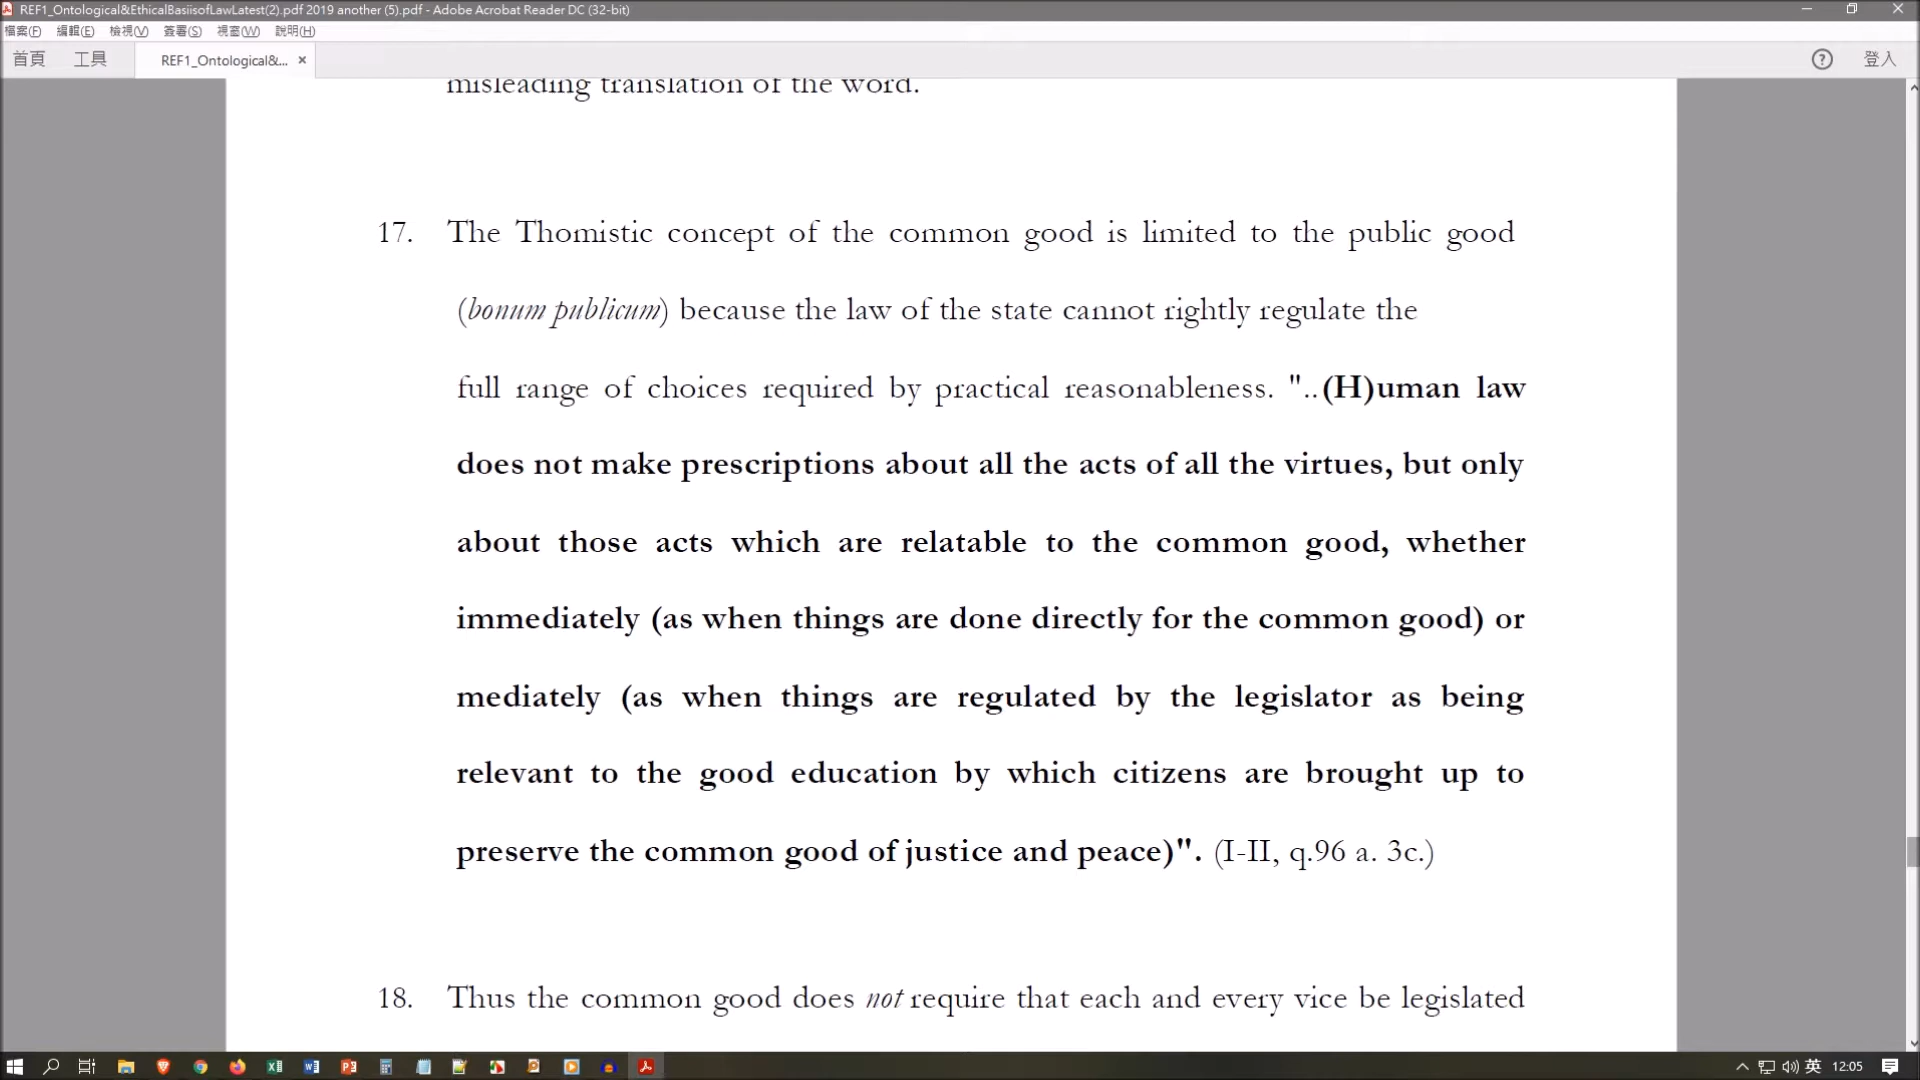 REF1_Ontological&EthicalBasiisofLawLatest(2).pdf 2019 another (5).pdf - Adobe Acrobat Reader DC (32-bit)
檔案(F) 編輯(E) 檢視(V) 簽署(S) 視窗(W) 說明(H)
首頁 工具 REF1_Ontological&... × ? 登入
misleading translation of the word.
17. The Thomistic concept of the common good is limited to the public good
(bonum publicum) because the law of the state cannot rightly regulate the
full range of choices required by practical reasonableness. "..(H)uman law
does not make prescriptions about all the acts of all the virtues, but only
about those acts which are relatable to the common good, whether
immediately (as when things are done directly for the common good) or
mediately (as when things are regulated by the legislator as being
relevant to the good education by which citizens are brought up to
preserve the common good of justice and peace)". (I-II, q.96 a. 3c.)
18. Thus the common good does not require that each and every vice be legislated
英 12:05